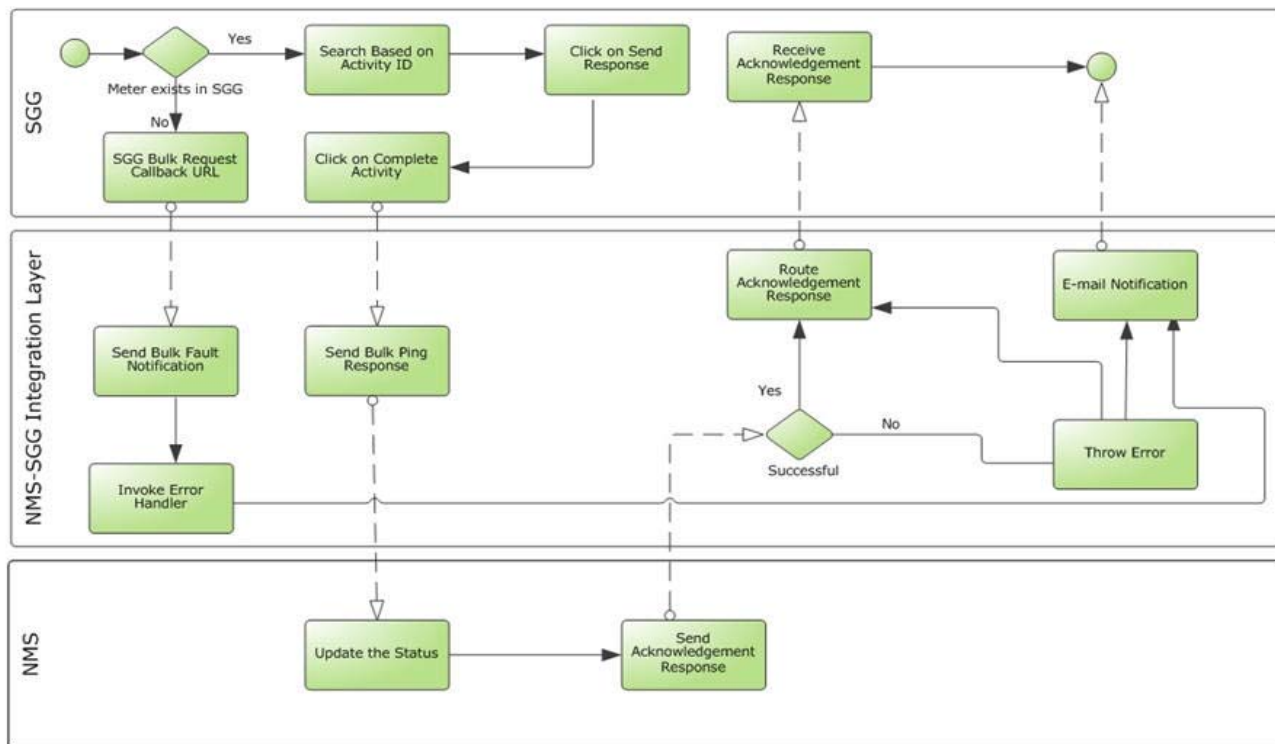 SGG
Yes
Meter exists in SGG
No
Search Based on
Activity ID
Click on Send
Response
Receive
Acknowledgement
Response
SGG Bulk Request
Callback URL
Click on Complete
Activity
NMS-SGG Integration Layer
Send Bulk Fault
Notification
Send Bulk Ping
Response
Route
Acknowledgement
Response
E-mail Notification
Yes
No
Successful
Throw Error
Invoke Error
Handler
NMS
Update the Status
Send
Acknowledgement
Response